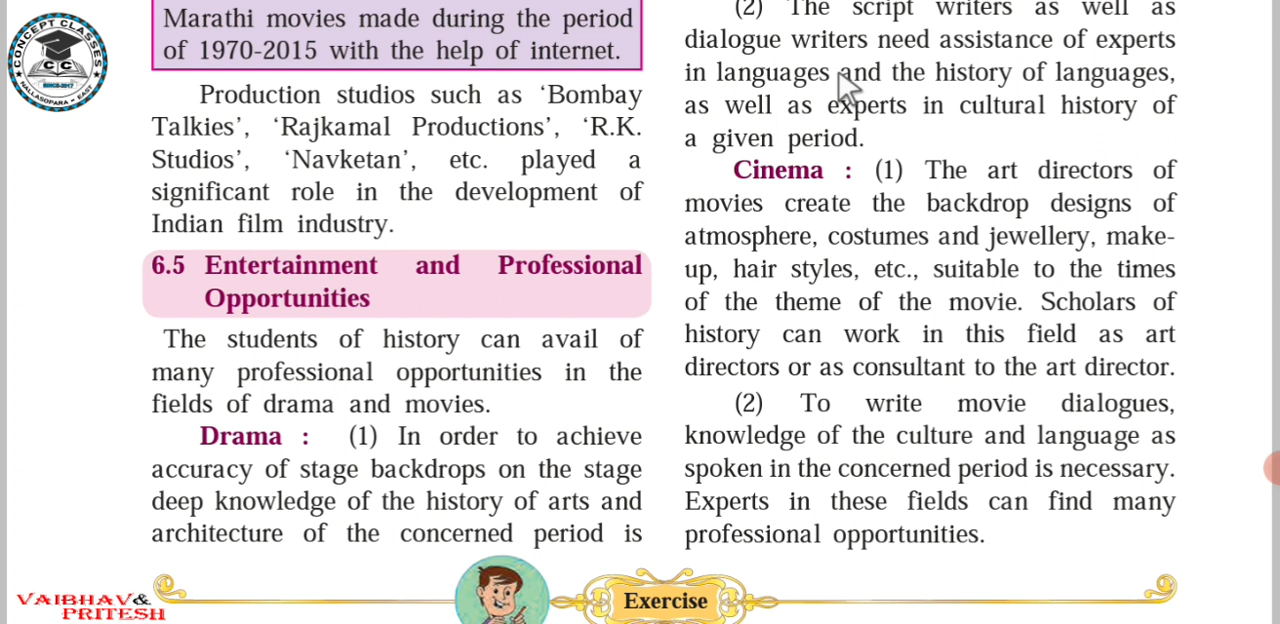 CONCEPT CLASSES
CC
SINCE-2017
NALLASOPARA • EAST
Marathi movies made during the period
of 1970-2015 with the help of internet.
Production studios such as ‘Bombay
Talkies’, ‘Rajkamal Productions’, ‘R.K.
Studios’, ‘Navketan’, etc. played a
significant role in the development of
Indian film industry.
6.5 Entertainment and Professional
Opportunities
The students of history can avail of
many professional opportunities in the
fields of drama and movies.
Drama : (1) In order to achieve
accuracy of stage backdrops on the stage
deep knowledge of the history of arts and
architecture of the concerned period is
(2) The script writers as well as
dialogue writers need assistance of experts
in languages and the history of languages,
as well as experts in cultural history of
a given period.
Cinema : (1) The art directors of
movies create the backdrop designs of
atmosphere, costumes and jewellery, make-
up, hair styles, etc., suitable to the times
of the theme of the movie. Scholars of
history can work in this field as art
directors or as consultant to the art director.
(2) To write movie dialogues,
knowledge of the culture and language as
spoken in the concerned period is necessary.
Experts in these fields can find many
professional opportunities.
VAIBHAV&
PRITESH
Exercise